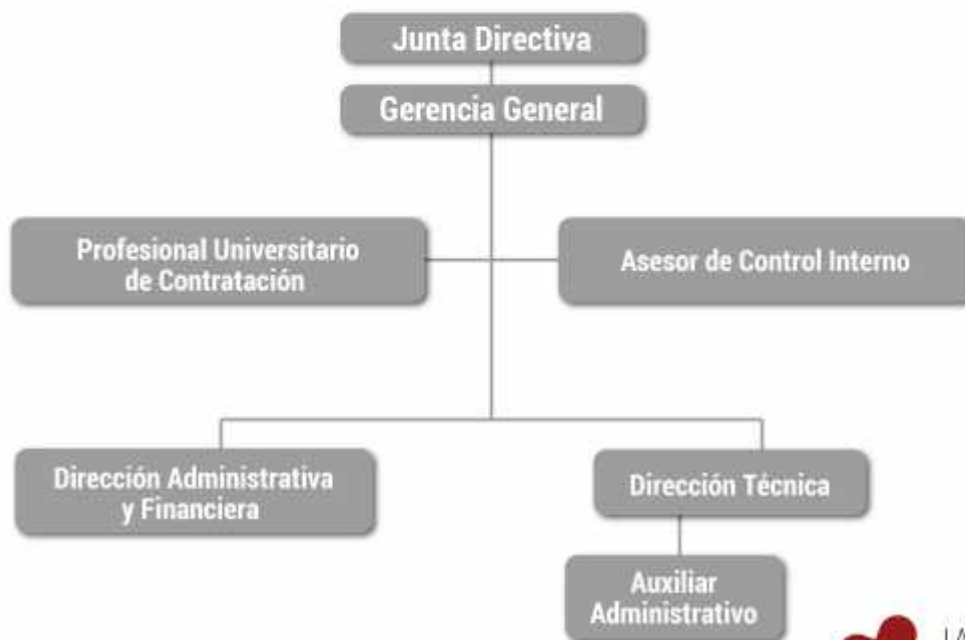 Junta Directiva
Gerencia General
Profesional Universitario
de Contratación
Asesor de Control Interno
Dirección Administrativa
y Financiera
Dirección Técnica
Auxiliar
Administrativo